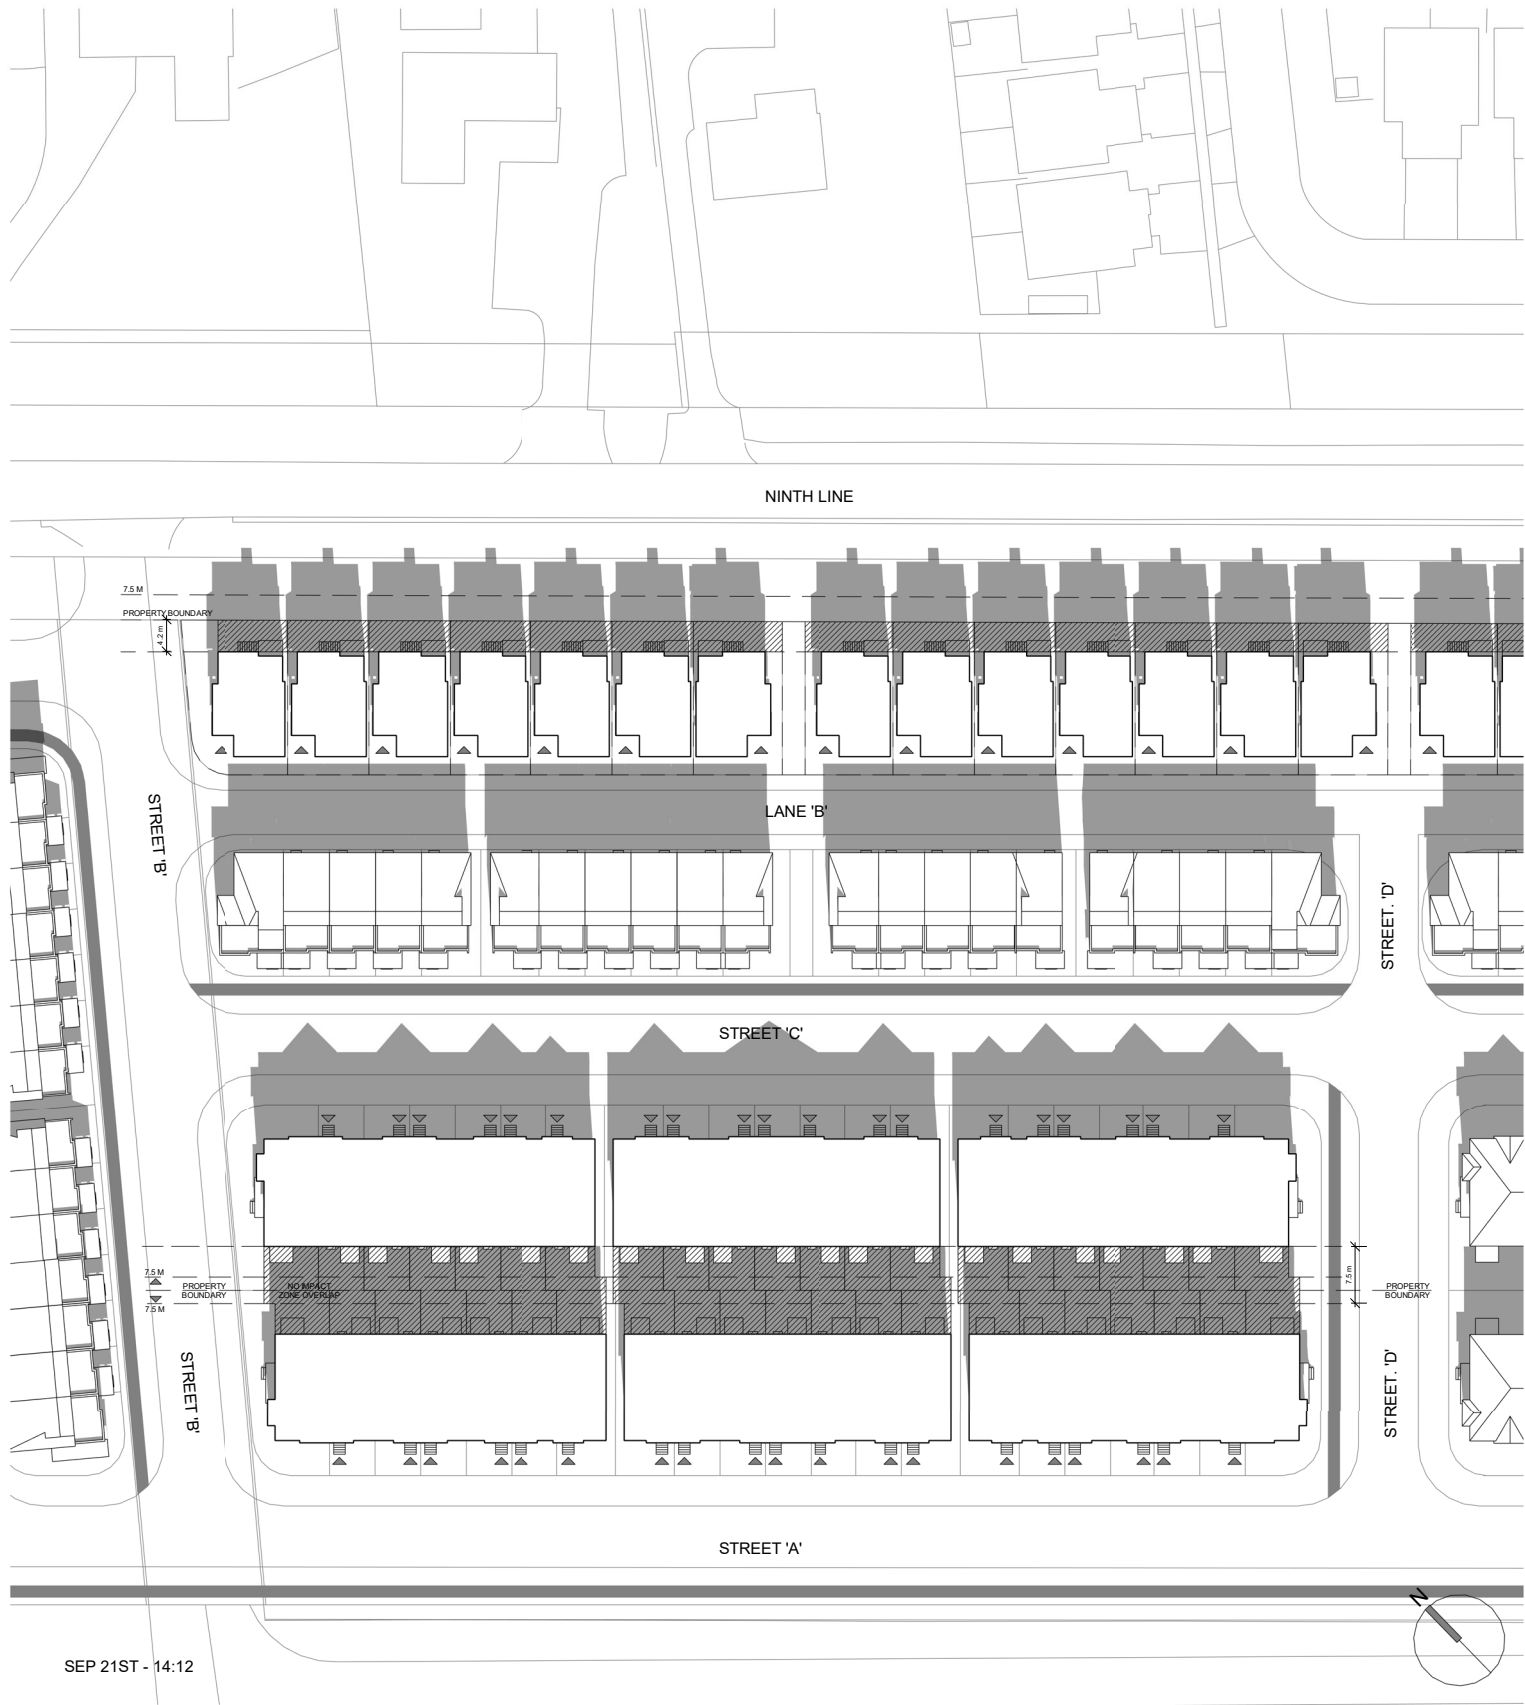 NINTH LINE
7.5 M
PROPERTY BOUNDARY
4.2 m
LANE 'B'
STREET 'B'
STREET. 'D'
STREET 'C'
7.5 M
PROPERTY
BOUNDARY
7.5 M
NO IMPACT
ZONE OVERLAP
7.5 m
PROPERTY
BOUNDARY
STREET 'B'
STREET. 'D'
STREET 'A'
N
SEP 21ST - 14:12